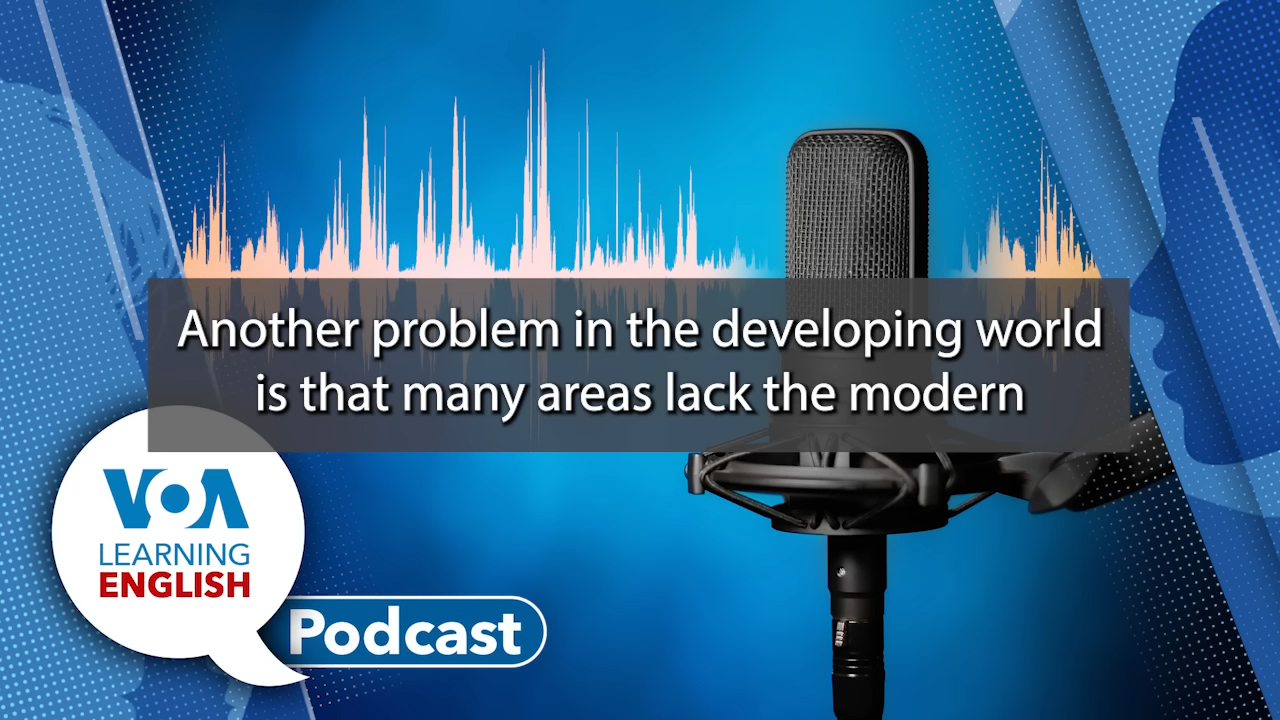 Another problem in the developing world
is that many areas lack the modern
VOA
LEARNING
ENGLISH
Podcast